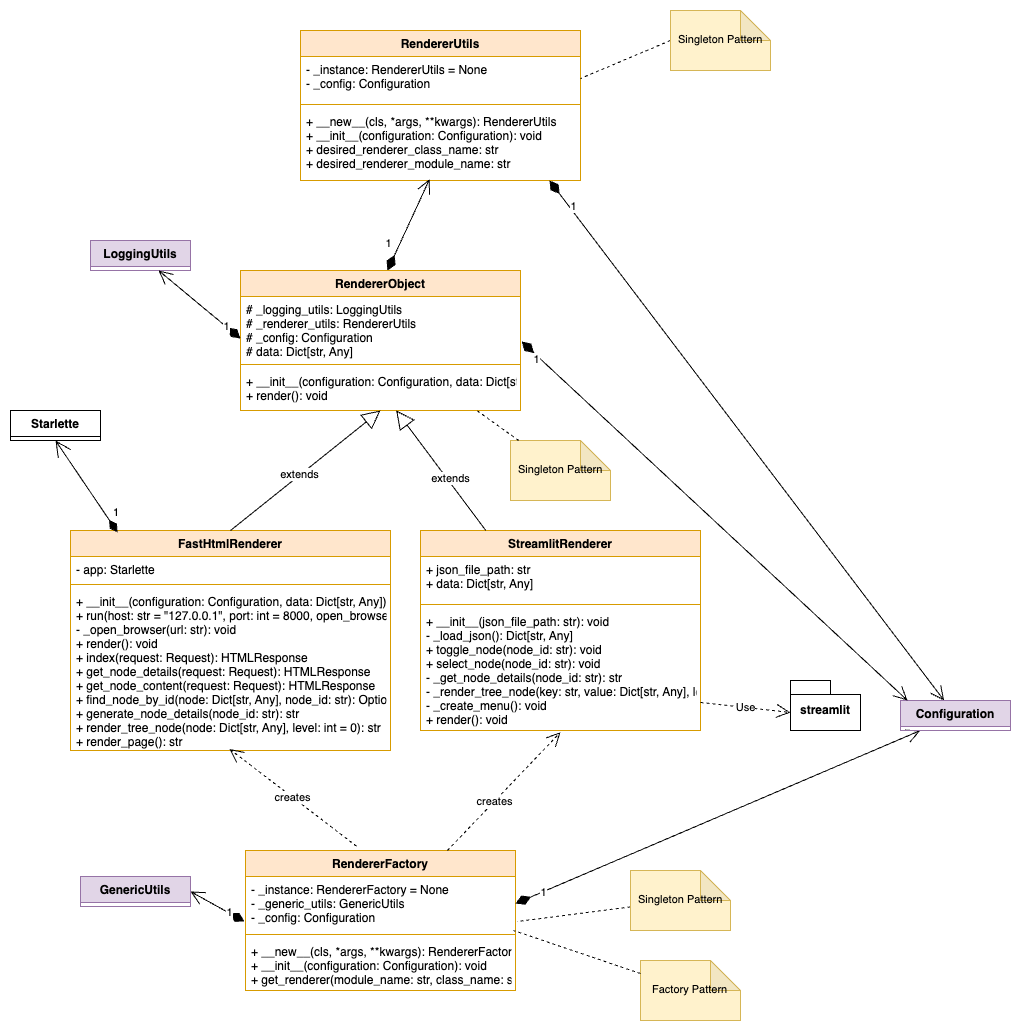 RendererUtils
- _instance: RendererUtils = None
- _config: Configuration
+ __new__(cls, *args, **kwargs): RendererUtils
+ __init__(configuration: Configuration): void
+ desired_renderer_class_name: str
+ desired_renderer_module_name: str
Singleton Pattern
1
1
LoggingUtils
1
RendererObject
# _logging_utils: LoggingUtils
# _renderer_utils: RendererUtils
# _config: Configuration
# data: Dict[str, Any]
+ __init__(configuration: Configuration, data: Dict[s
+ render(): void
1
Starlette
1
extends
extends
Singleton Pattern
FastHtmlRenderer
- app: Starlette
+ __init__(configuration: Configuration, data: Dict[str, Any])
+ run(host: str = "127.0.0.1", port: int = 8000, open_browse
- _open_browser(url: str): void
+ render(): void
+ index(request: Request): HTMLResponse
+ get_node_details(request: Request): HTMLResponse
+ get_node_content(request: Request): HTMLResponse
+ find_node_by_id(node: Dict[str, Any], node_id: str): Optio
+ generate_node_details(node_id: str): str
+ render_tree_node(node: Dict[str, Any], level: int = 0): str
+ render_page(): str
StreamlitRenderer
+ json_file_path: str
+ data: Dict[str, Any]
+ __init__(json_file_path: str): void
- _load_json(): Dict[str, Any]
+ toggle_node(node_id: str): void
+ select_node(node_id: str): void
- _get_node_details(node_id: str): str
- _render_tree_node(key: str, value: Dict[str, Any], l
- _create_menu(): void
+ render(): void
Use
streamlit
Configuration
creates
creates
GenericUtils
1
RendererFactory
- _instance: RendererFactory = None
- _generic_utils: GenericUtils
- _config: Configuration
+ __new__(cls, *args, **kwargs): RendererFactor
+ __init__(configuration: Configuration): void
+ get_renderer(module_name: str, class_name: s
1
Singleton Pattern
Factory Pattern